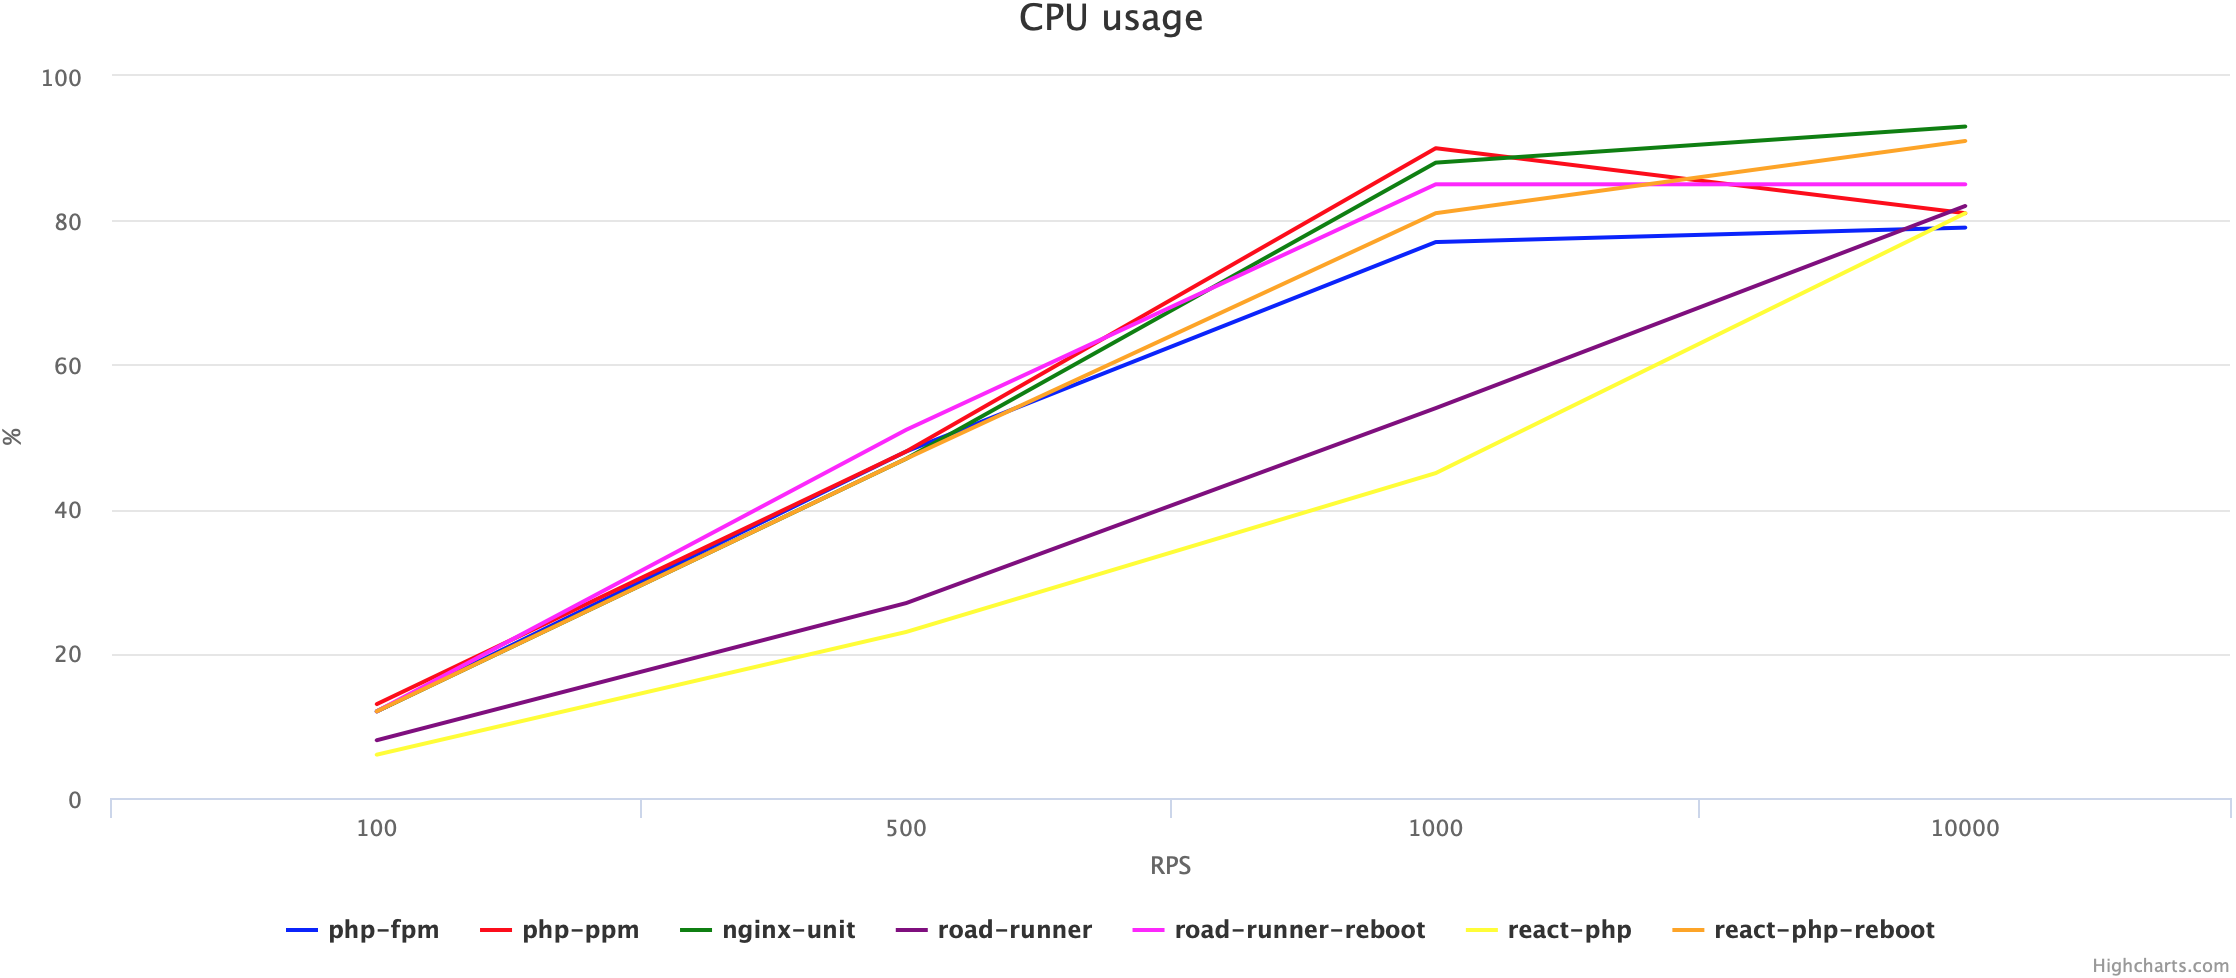 CPU usage
100
80
60
40
20
0
%
100 500 1000 10000
RPS
php-fpm php-ppm nginx-unit road-runner road-runner-reboot react-php react-php-reboot
Highcharts.com